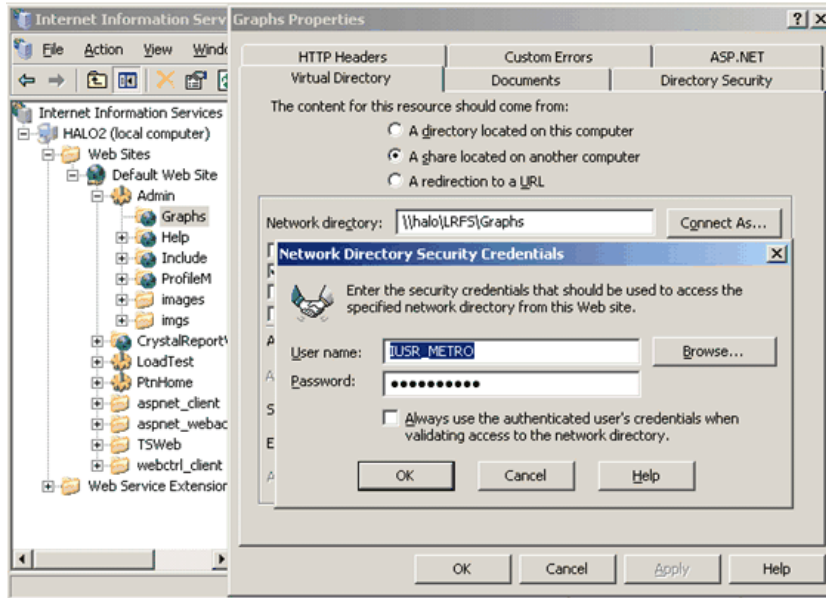 Internet Information Serv
File Action View Windo
Internet Information Services
HALO2 (local computer)
Web Sites
Default Web Site
Admin
Graphs
Help
Include
ProfileM
images
imgs
CrystalReport
LoadTest
PtnHome
aspnet_client
aspnet_webac
TSWeb
webctrl_client
Web Service Extension
Graphs Properties
HTTP Headers Custom Errors ASP.NET
Virtual Directory Documents Directory Security
The content for this resource should come from:
A directory located on this computer
A share located on another computer
A redirection to a URL
Network directory: \\halo\LRFS\Graphs Connect As...
Network Directory Security Credentials
Enter the security credentials that should be used to access the
specified network directory from this Web site.
User name: IUSR_METRO Browse...
Password: ●●●●●●●●●●
Always use the authenticated user's credentials when
validating access to the network directory.
OK Cancel Help
OK Cancel Apply Help